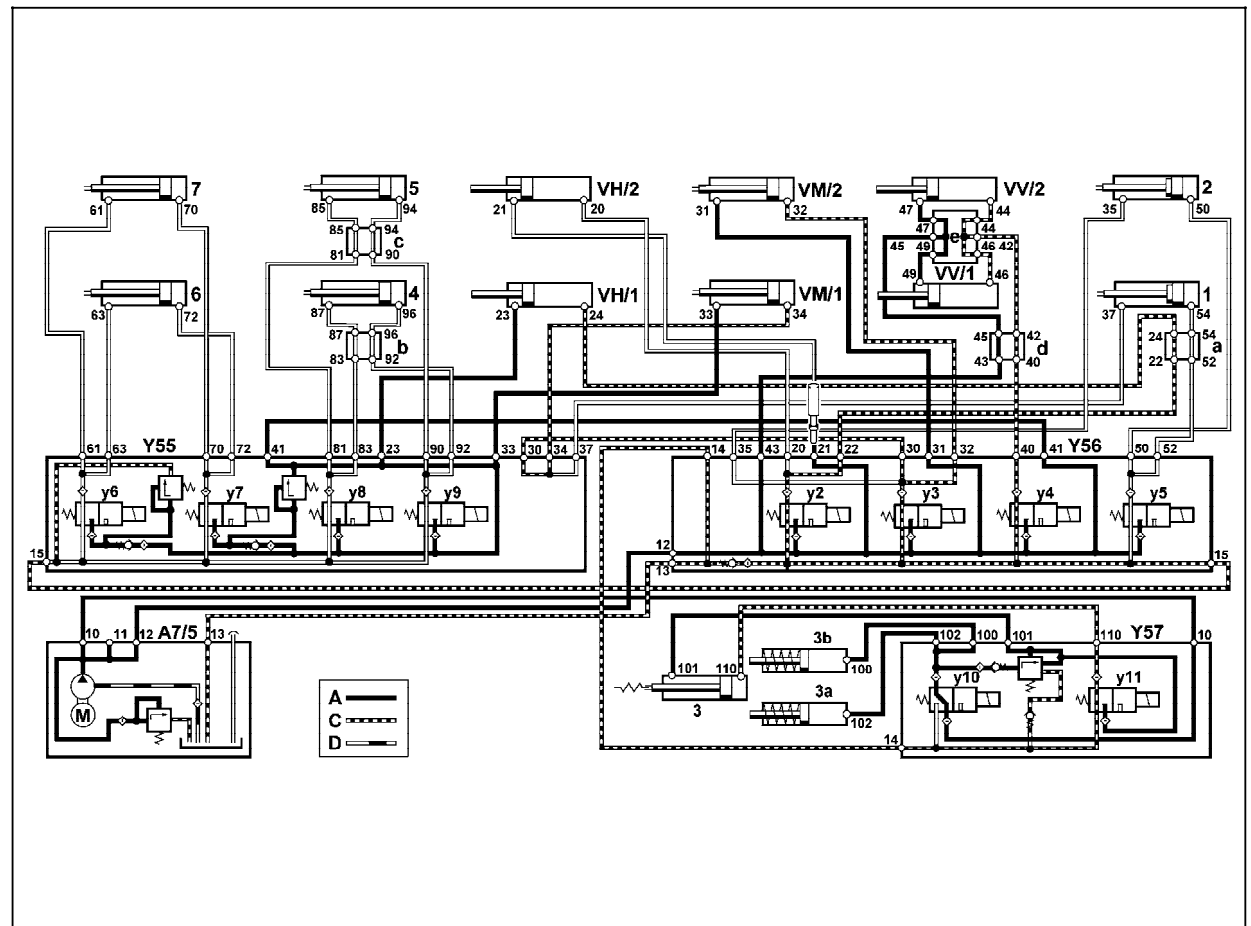 7 5 VH/2 VM/2 VV/2 2
61 70 85 94 21 20 31 32 47 44 35 50
85 94 c 47 44
81 90 45 49 e 46 42
49 VV/1 46
6 4 VH/1 VM/1 1
63 72 87 96 23 24 33 34 37 54
87 96 45 42 24 54
b d a
83 92 43 40 22 52
61 63 Y55 70 72 41 81 83 23 90 92 33 30 34 37 14 35 43 20 21 22 30 31 32 40 41 Y56 50 52
y6 y7 y8 y9 y2 y3 y4 y5
15 12 15
13
10 11 12 A7/5 13 102 100 101 110 Y57 10
3b
101 110 100
A y10 y11
M C 3 3a
102
D 14